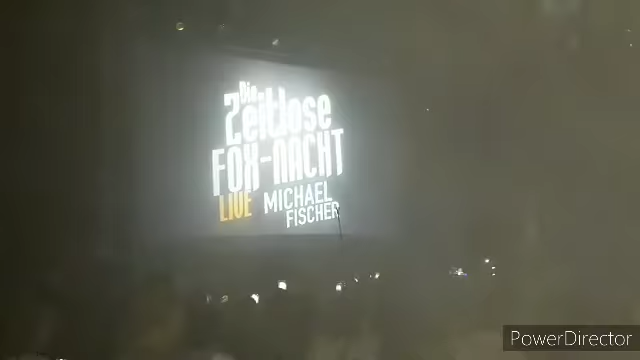 Die
Zeitlose
FOX-NACHT
LIVE MICHAEL
FISCHER
PowerDirector